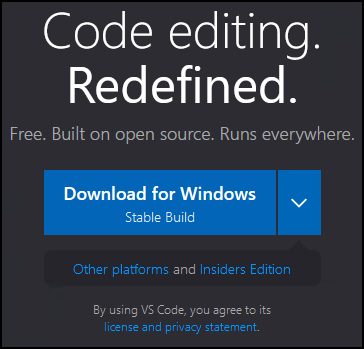 Code editing.
Redefined.
Free. Built on open source. Runs everywhere.
Download for Windows
Stable Build
Other platforms and Insiders Edition
By using VS Code, you agree to its
license and privacy statement.